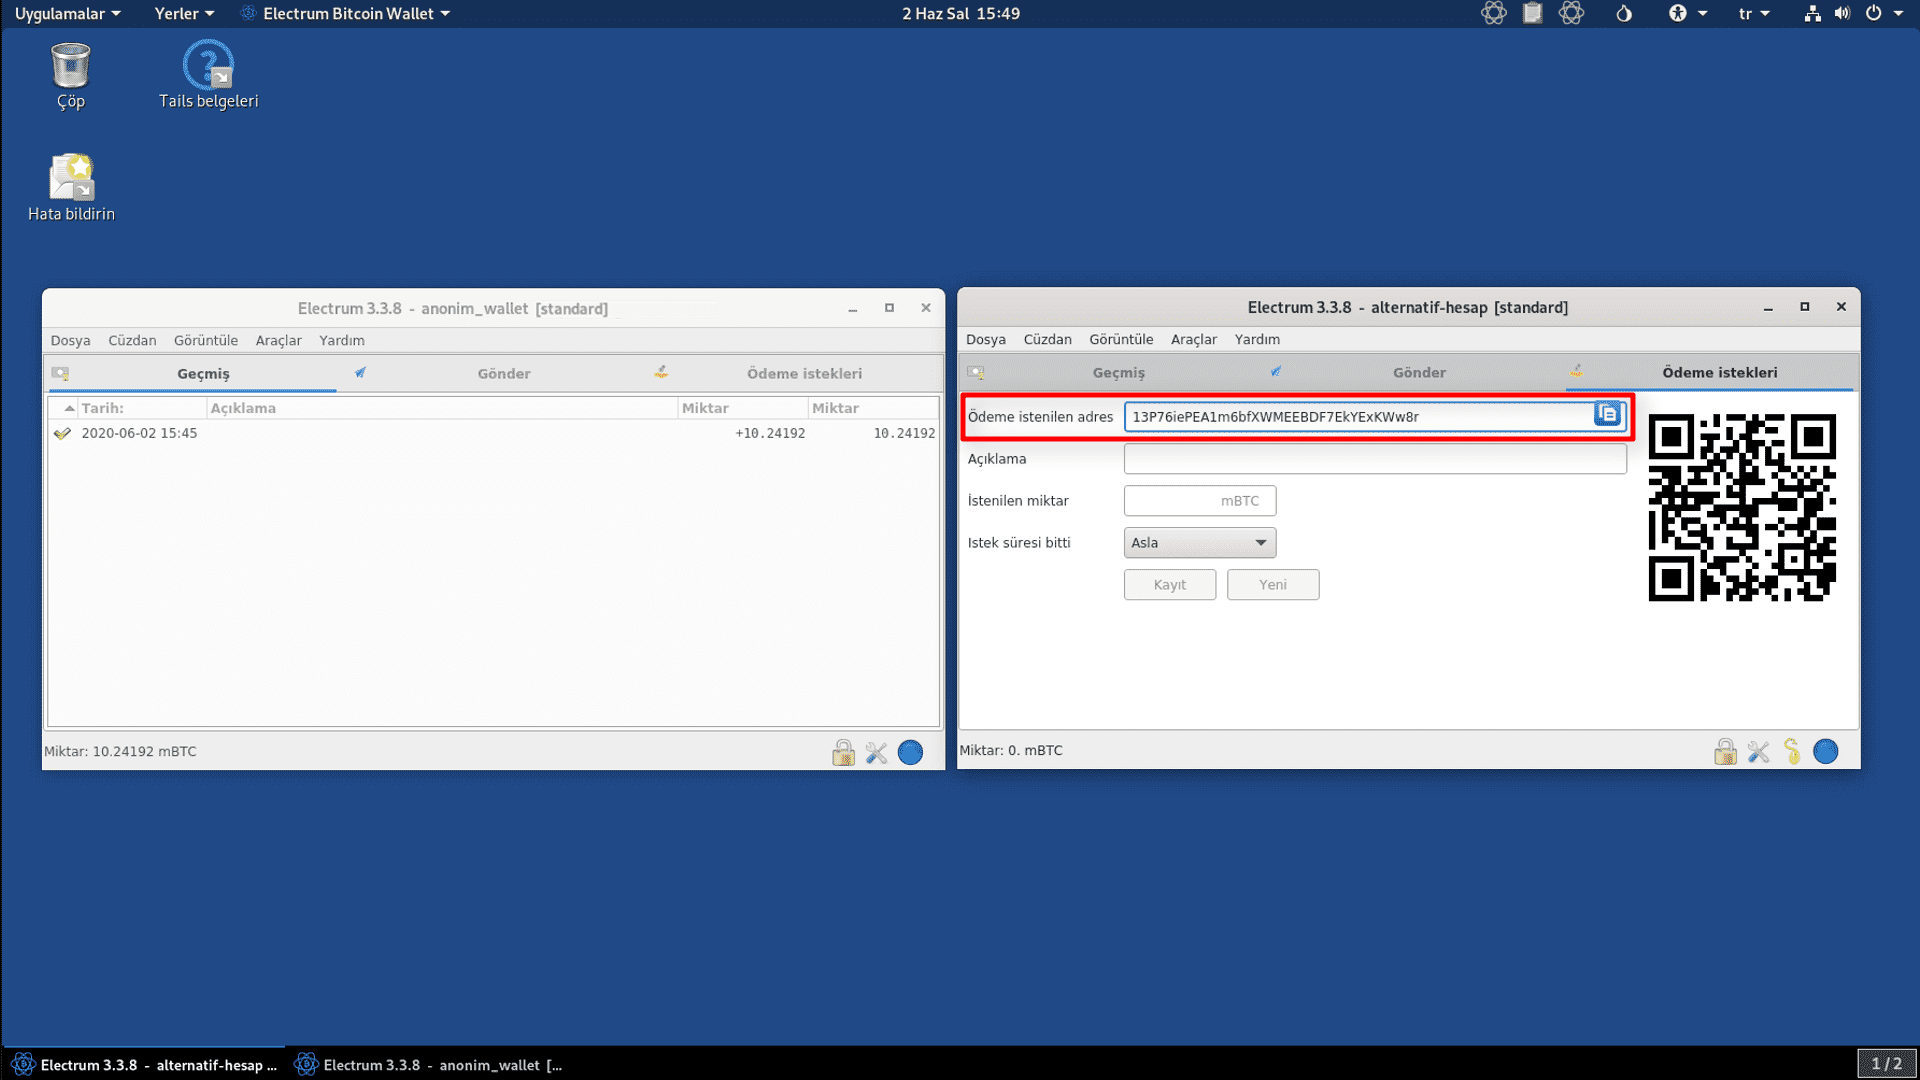 Uygulamalar Yerler Electrum Bitcoin Wallet 2 Haz Sal 15:49 tr
Çöp
Tails belgeleri
Hata bildirin
Electrum 3.3.8 - anonim_wallet [standard]
Dosya Cüzdan Görüntüle Araçlar Yardım
Geçmiş Gönder Ödeme istekleri
Tarih: Açıklama Miktar Miktar
2020-06-02 15:45 +10.24192 10.24192
Miktar: 10.24192 mBTC
Electrum 3.3.8 - alternatif-hesap [standard]
Dosya Cüzdan Görüntüle Araçlar Yardım
Geçmiş Gönder Ödeme istekleri
Ödeme istenilen adres 13P76iePEA1m6bfXWMEEBDF7EkYExKWw8r
Açıklama
İstenilen miktar mBTC
Istek süresi bitti Asla
Kayıt Yeni
Miktar: 0. mBTC
Electrum 3.3.8 - alternatif-hesap ... Electrum 3.3.8 - anonim_wallet [... 1 / 2